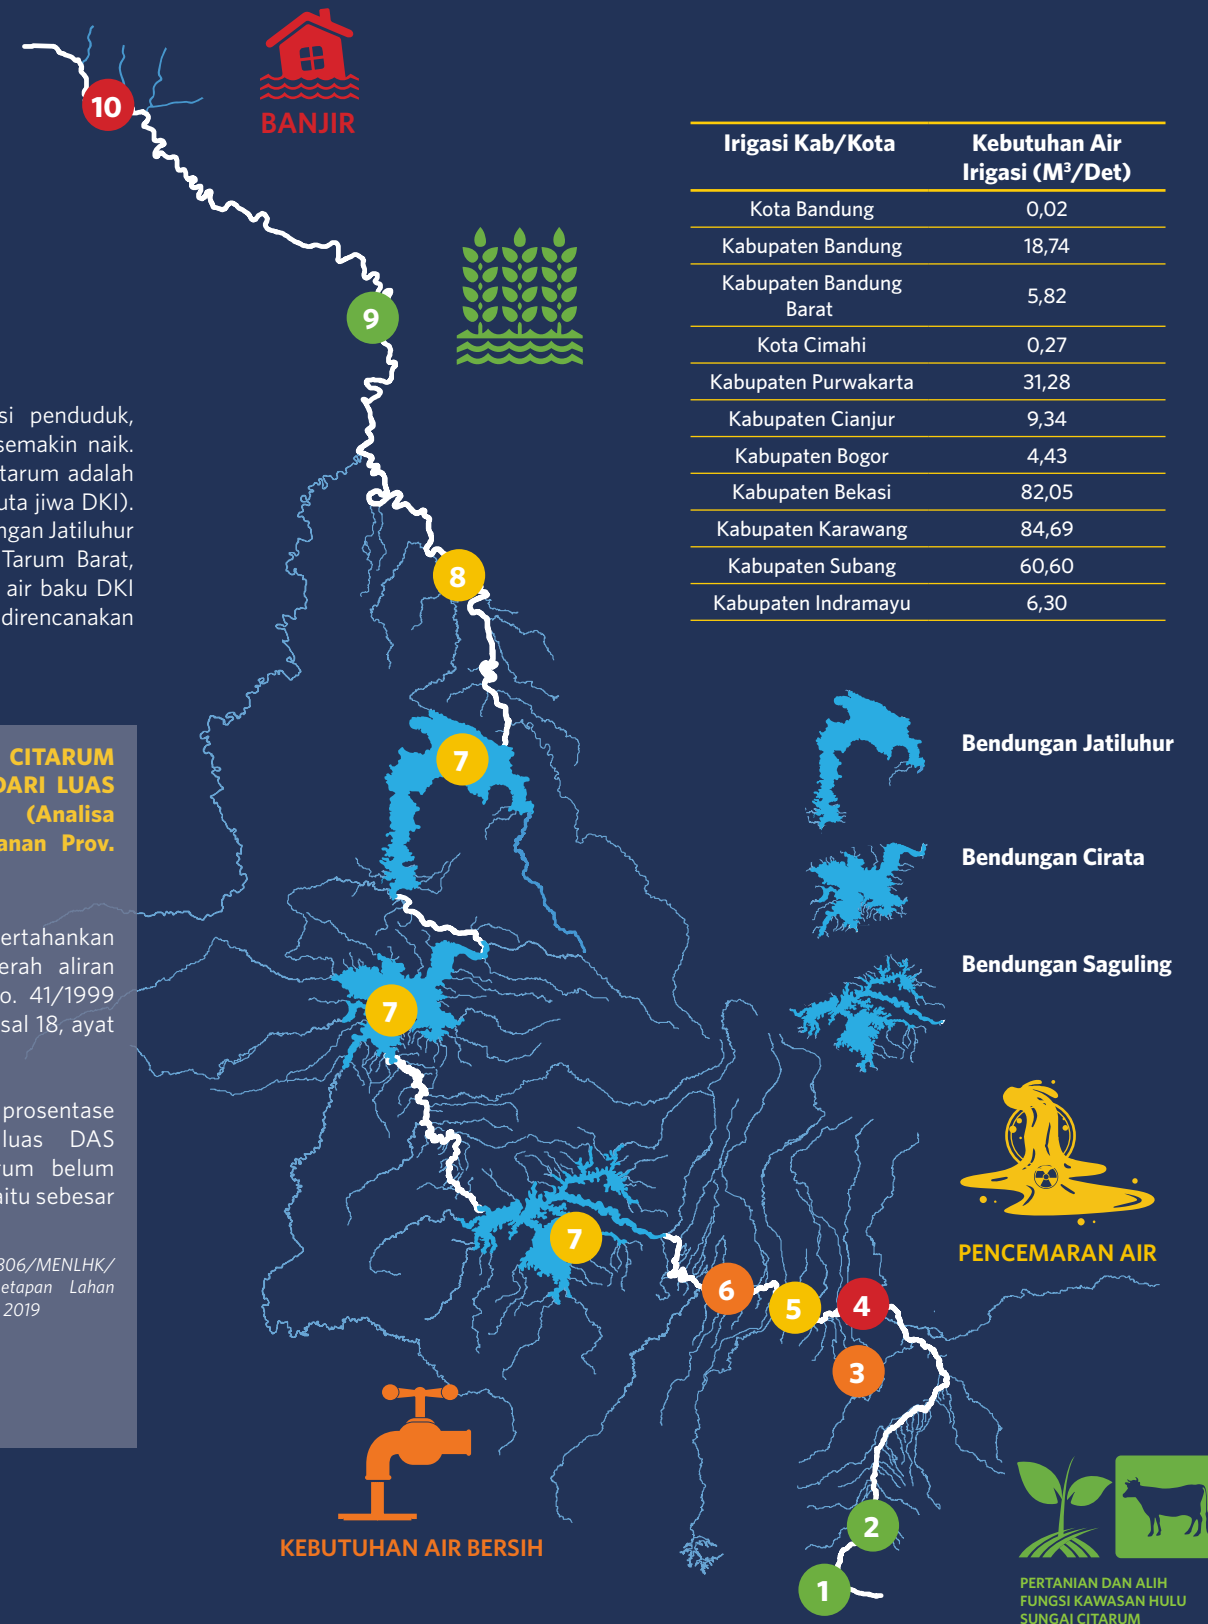 10
BANJIR
Irigasi Kab/Kota Kebutuhan Air
Irigasi (M³/Det)
Kota Bandung 0,02
Kabupaten Bandung 18,74
Kabupaten Bandung
Barat 5,82
Kota Cimahi 0,27
Kabupaten Purwakarta 31,28
Kabupaten Cianjur 9,34
Kabupaten Bogor 4,43
Kabupaten Bekasi 82,05
Kabupaten Karawang 84,69
Kabupaten Subang 60,60
Kabupaten Indramayu 6,30
9
si penduduk,
semakin naik.
tarum adalah
uta jiwa DKI).
ngan Jatiluhur
Tarum Barat,
air baku DKI
direncanakan
8
7
Bendungan Jatiluhur
Bendungan Cirata
Bendungan Saguling
CITARUM
DARI LUAS
(Analisa
anan Prov.
ertahankan
erah aliran
o. 41/1999
sal 18, ayat
7
prosentase
luas DAS
rum belum
aitu sebesar
306/MENLHK/
etapan Lahan
2019
7
PENCEMARAN AIR
6
5
4
3
KEBUTUHAN AIR BERSIH
2
1
PERTANIAN DAN ALIH
FUNGSI KAWASAN HULU
SUNGAI CITARUM